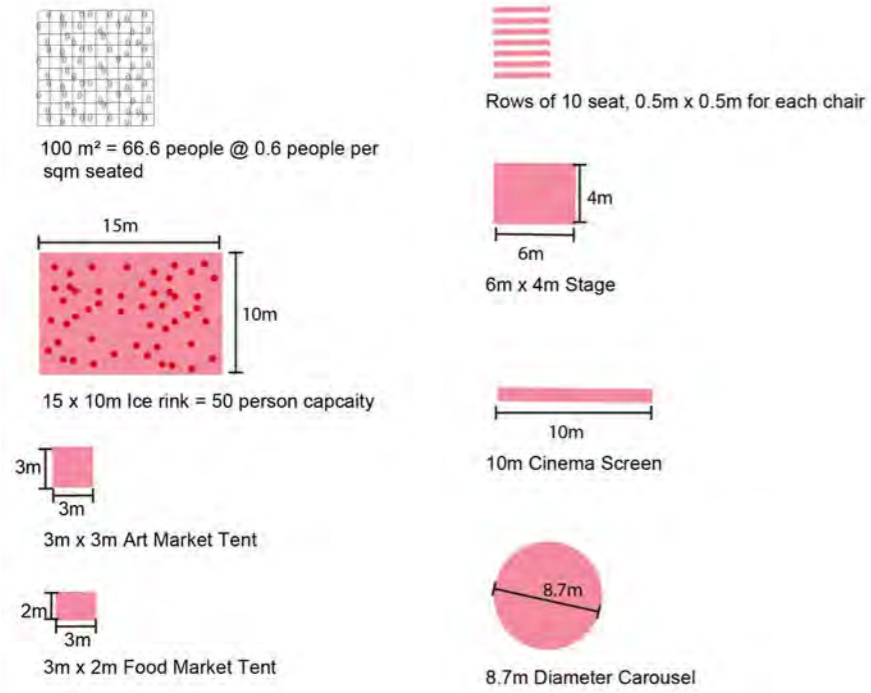 100 m² = 66.6 people @ 0.6 people per
sqm seated
15m
10m
15 x 10m Ice rink = 50 person capcaity
3m
3m
3m x 3m Art Market Tent
2m
3m
3m x 2m Food Market Tent
Rows of 10 seat, 0.5m x 0.5m for each chair
4m
6m
6m x 4m Stage
10m
10m Cinema Screen
8.7m
8.7m Diameter Carousel